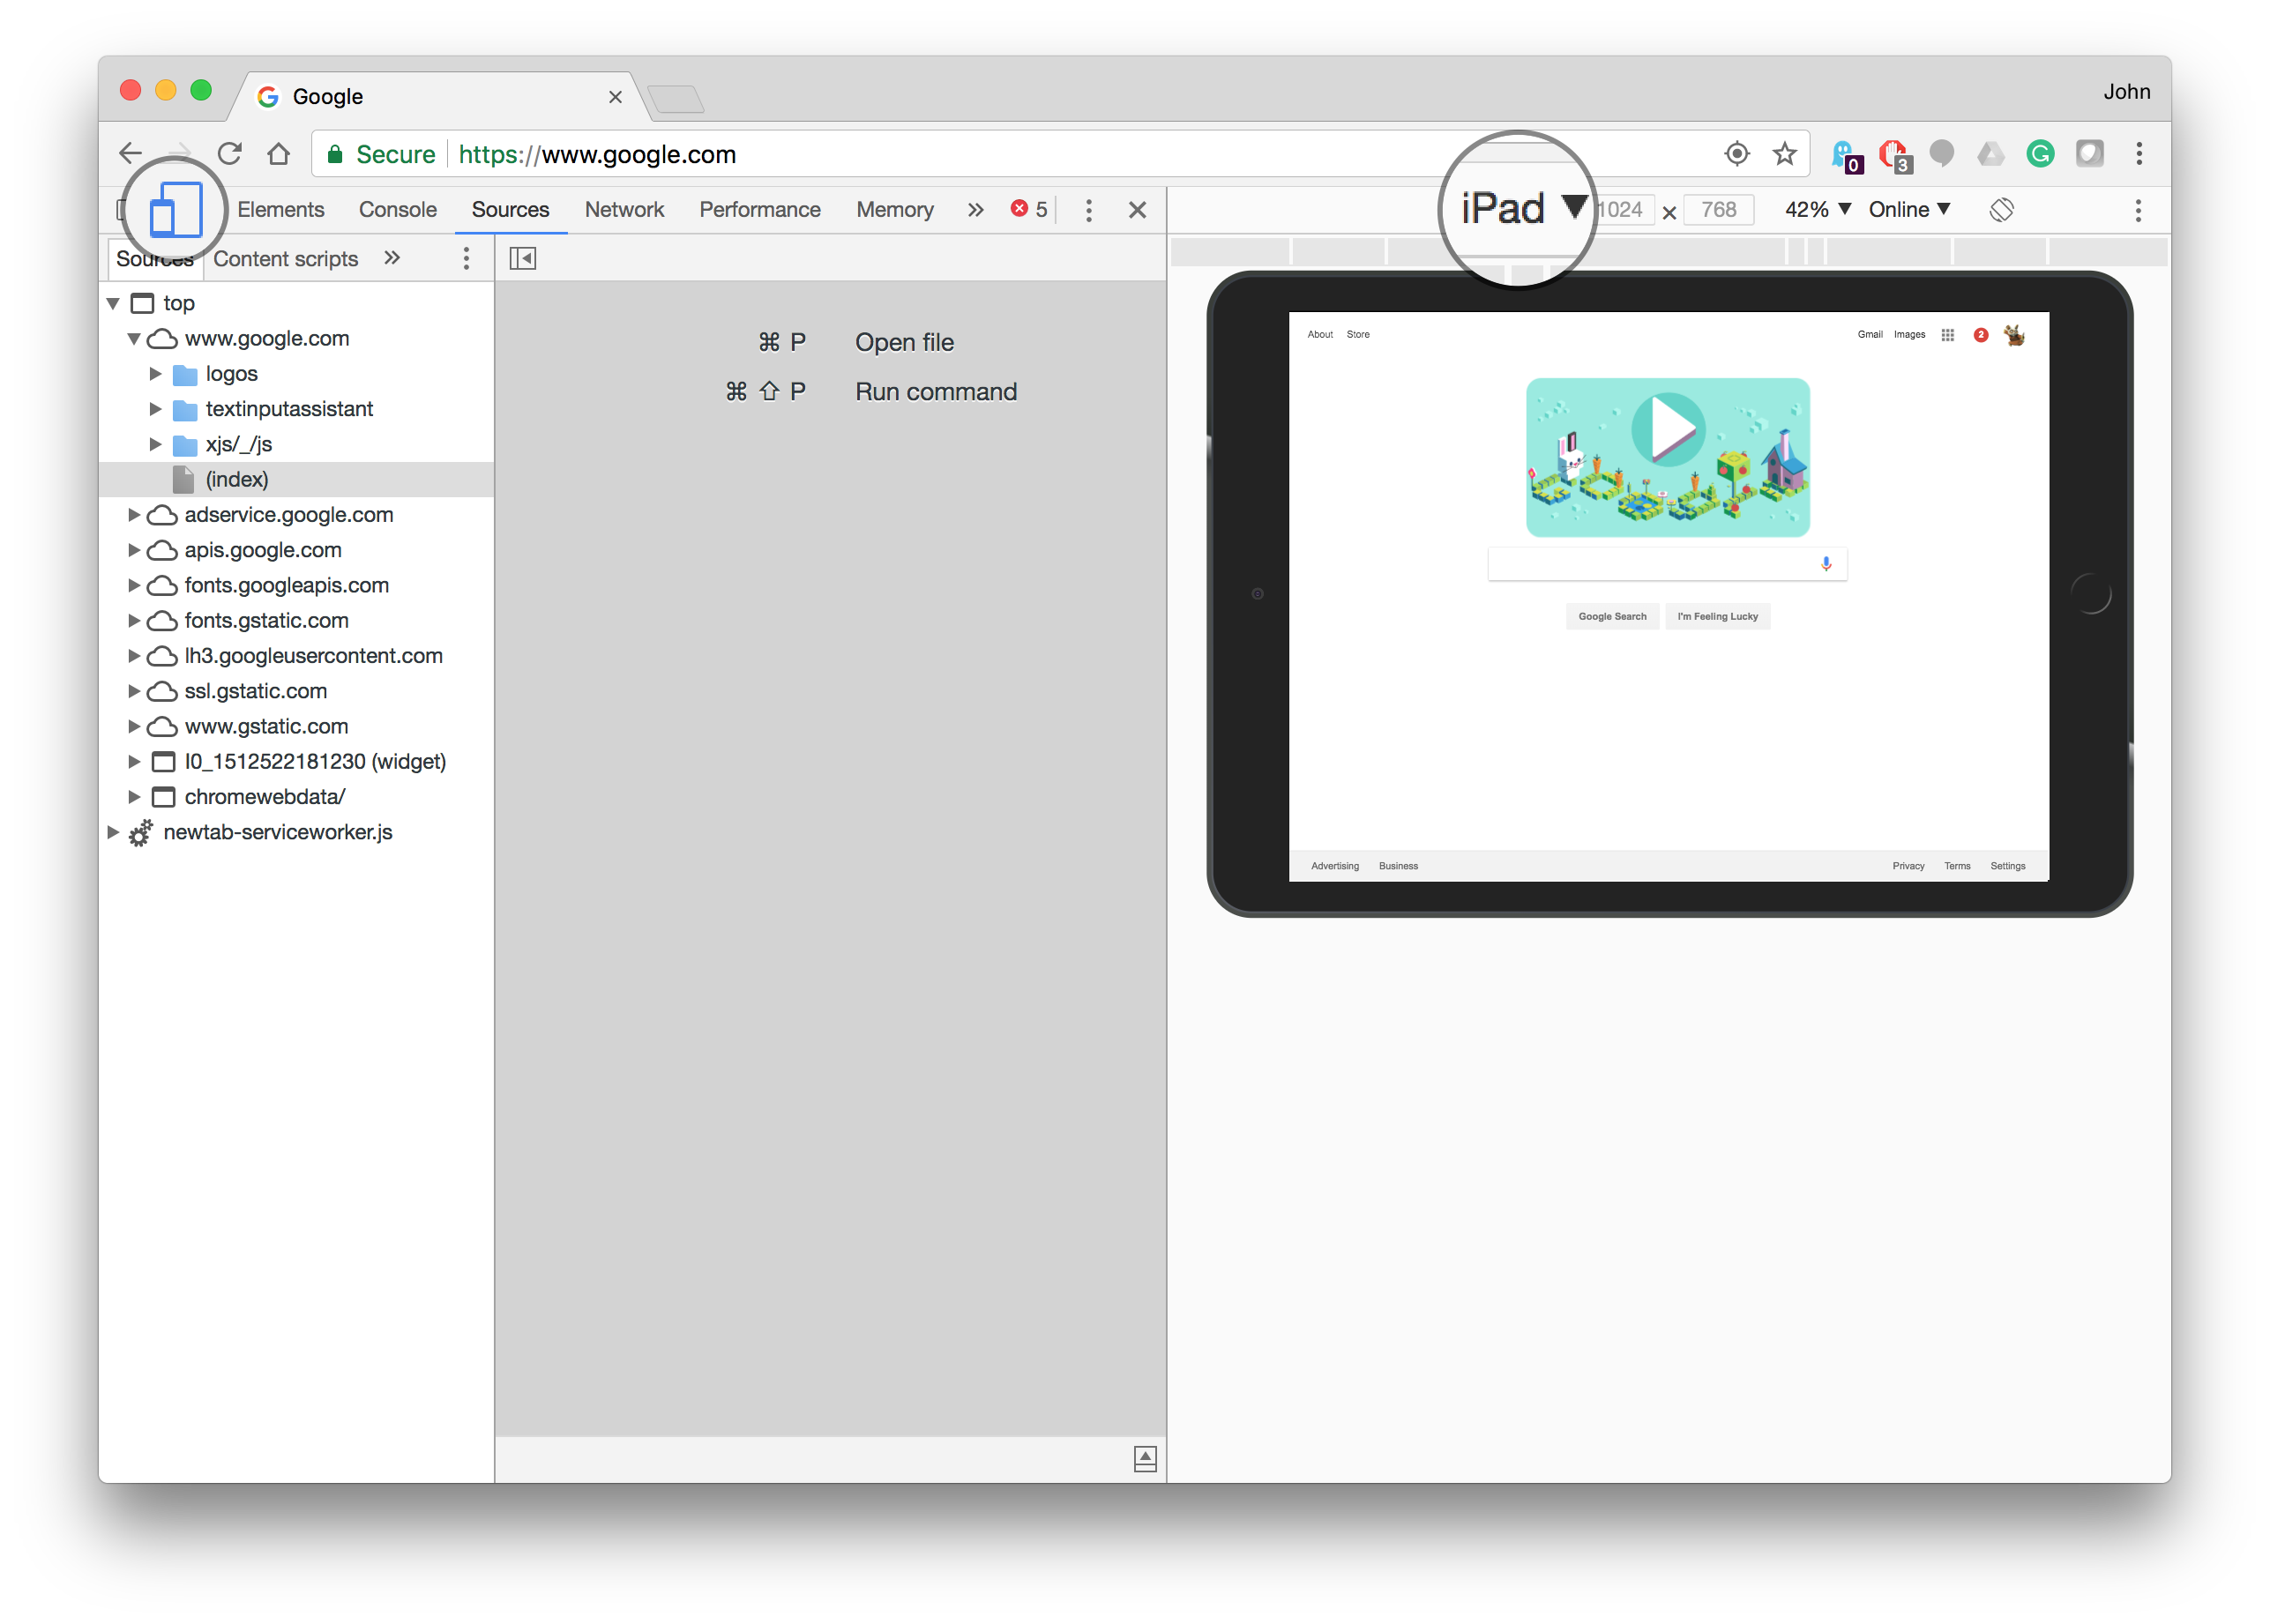 Google
John
Secure https://www.google.com
0
3
Elements Console Sources Network Performance Memory » 5
iPad 1024 × 768 42% Online
Sources Content scripts »
top
www.google.com
logos
textinputassistant
xjs/_/js
(index)
adservice.google.com
apis.google.com
fonts.googleapis.com
fonts.gstatic.com
lh3.googleusercontent.com
ssl.gstatic.com
www.gstatic.com
I0_1512522181230 (widget)
chromewebdata/
newtab-serviceworker.js
⌘ P Open file
⌘ ⇧ P Run command
About Store Gmail Images 2
Google Search I'm Feeling Lucky
Advertising Business Privacy Terms Settings